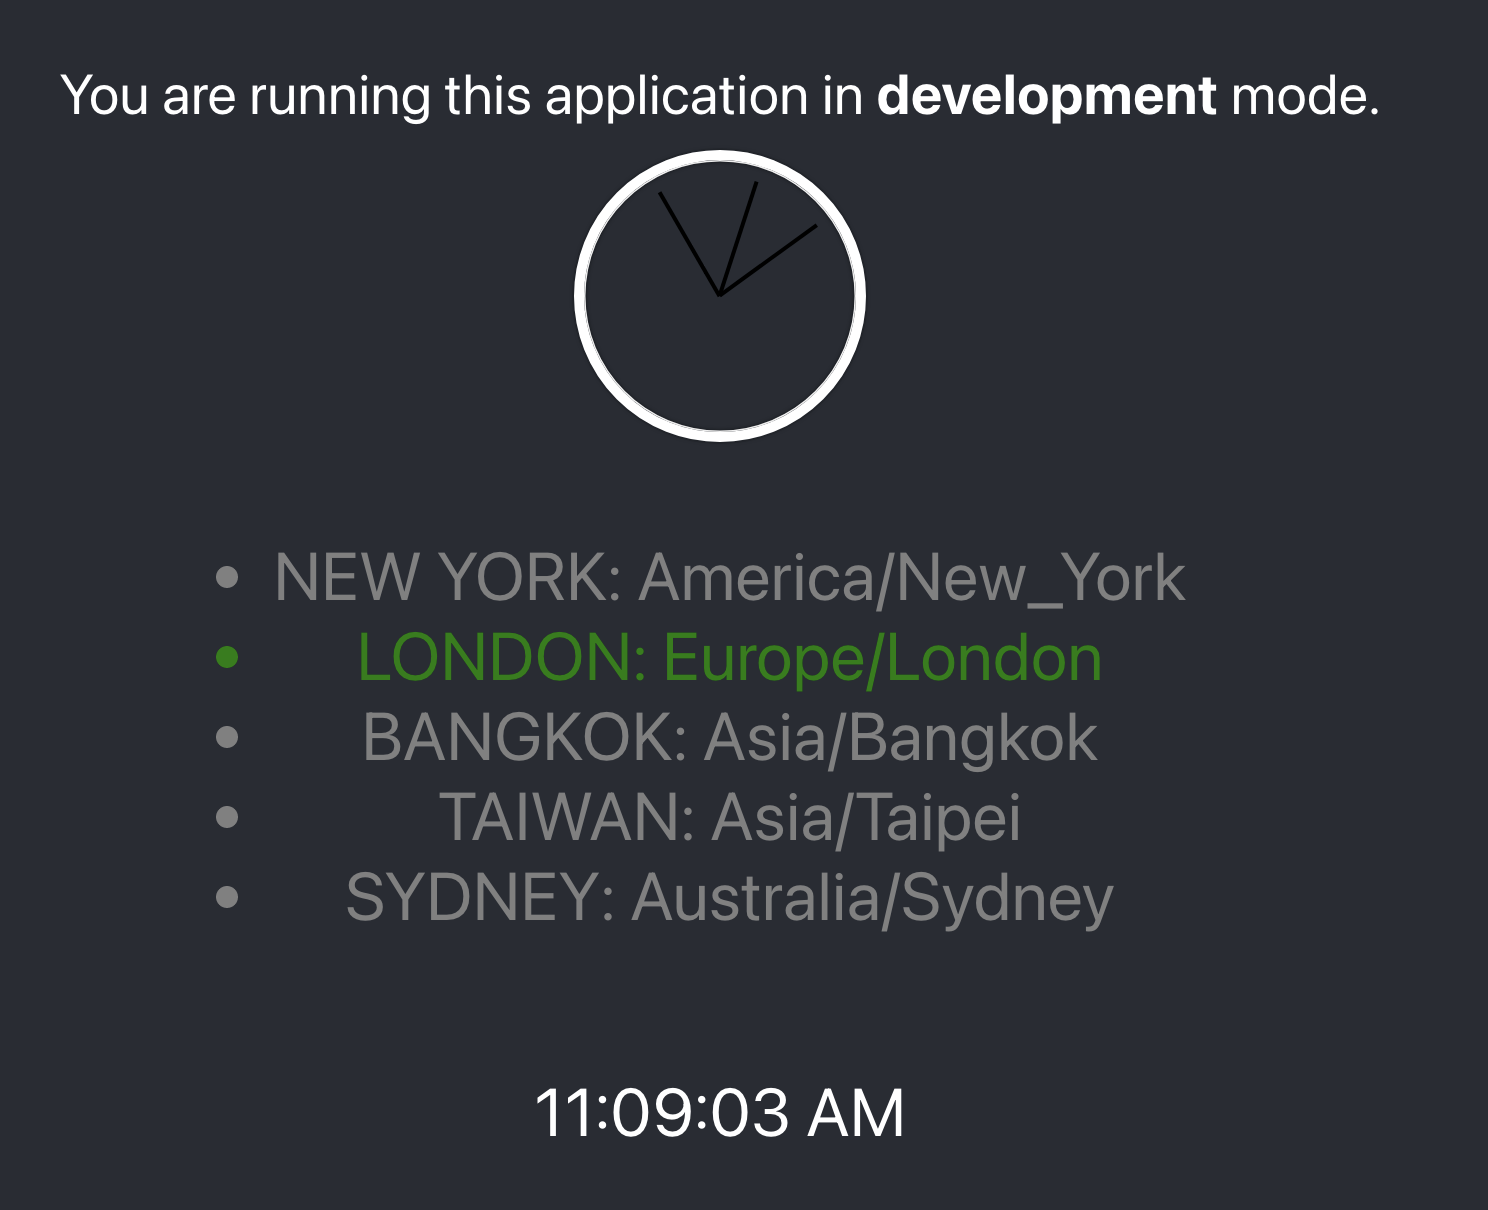 You are running this application in development mode.
NEW YORK: America/New_York
LONDON: Europe/London
BANGKOK: Asia/Bangkok
TAIWAN: Asia/Taipei
SYDNEY: Australia/Sydney
11:09:03 AM